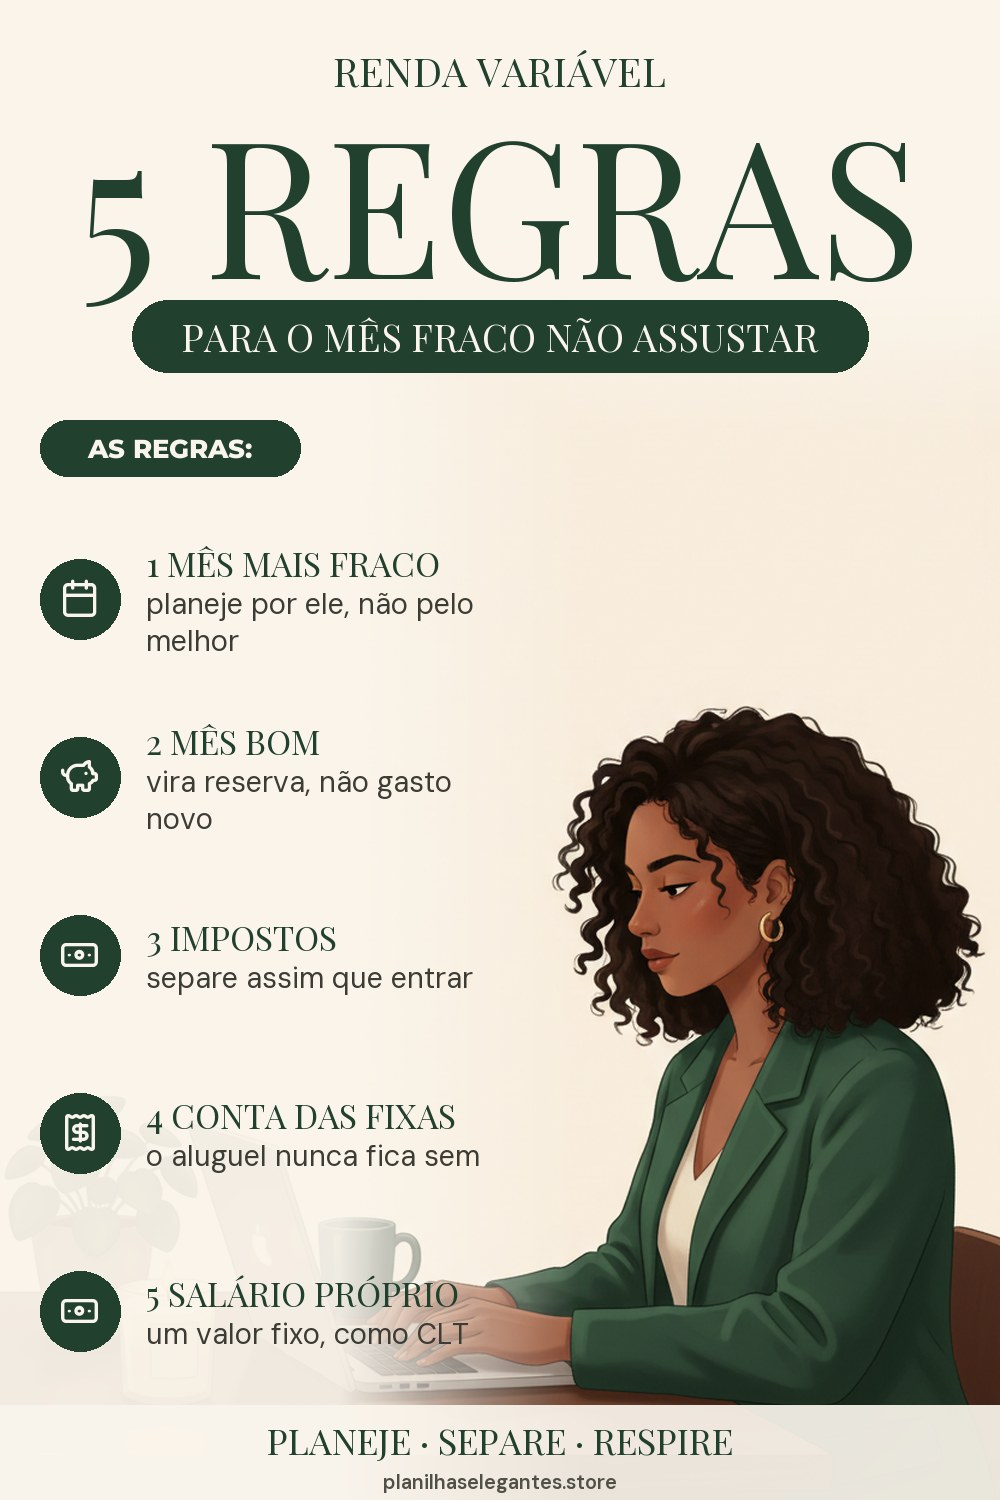 RENDA VARIÁVEL
5 REGRAS
PARA O MÊS FRACO NÃO ASSUSTAR
AS REGRAS:
1 MÊS MAIS FRACO
planeje por ele, não pelo
melhor
2 MÊS BOM
vira reserva, não gasto
novo
3 IMPOSTOS
separe assim que entrar
4 CONTA DAS FIXAS
o aluguel nunca fica sem
5 SALÁRIO PRÓPRIO
um valor fixo, como CLT
PLANEJE · SEPARE · RESPIRE
planilhaselegantes.store